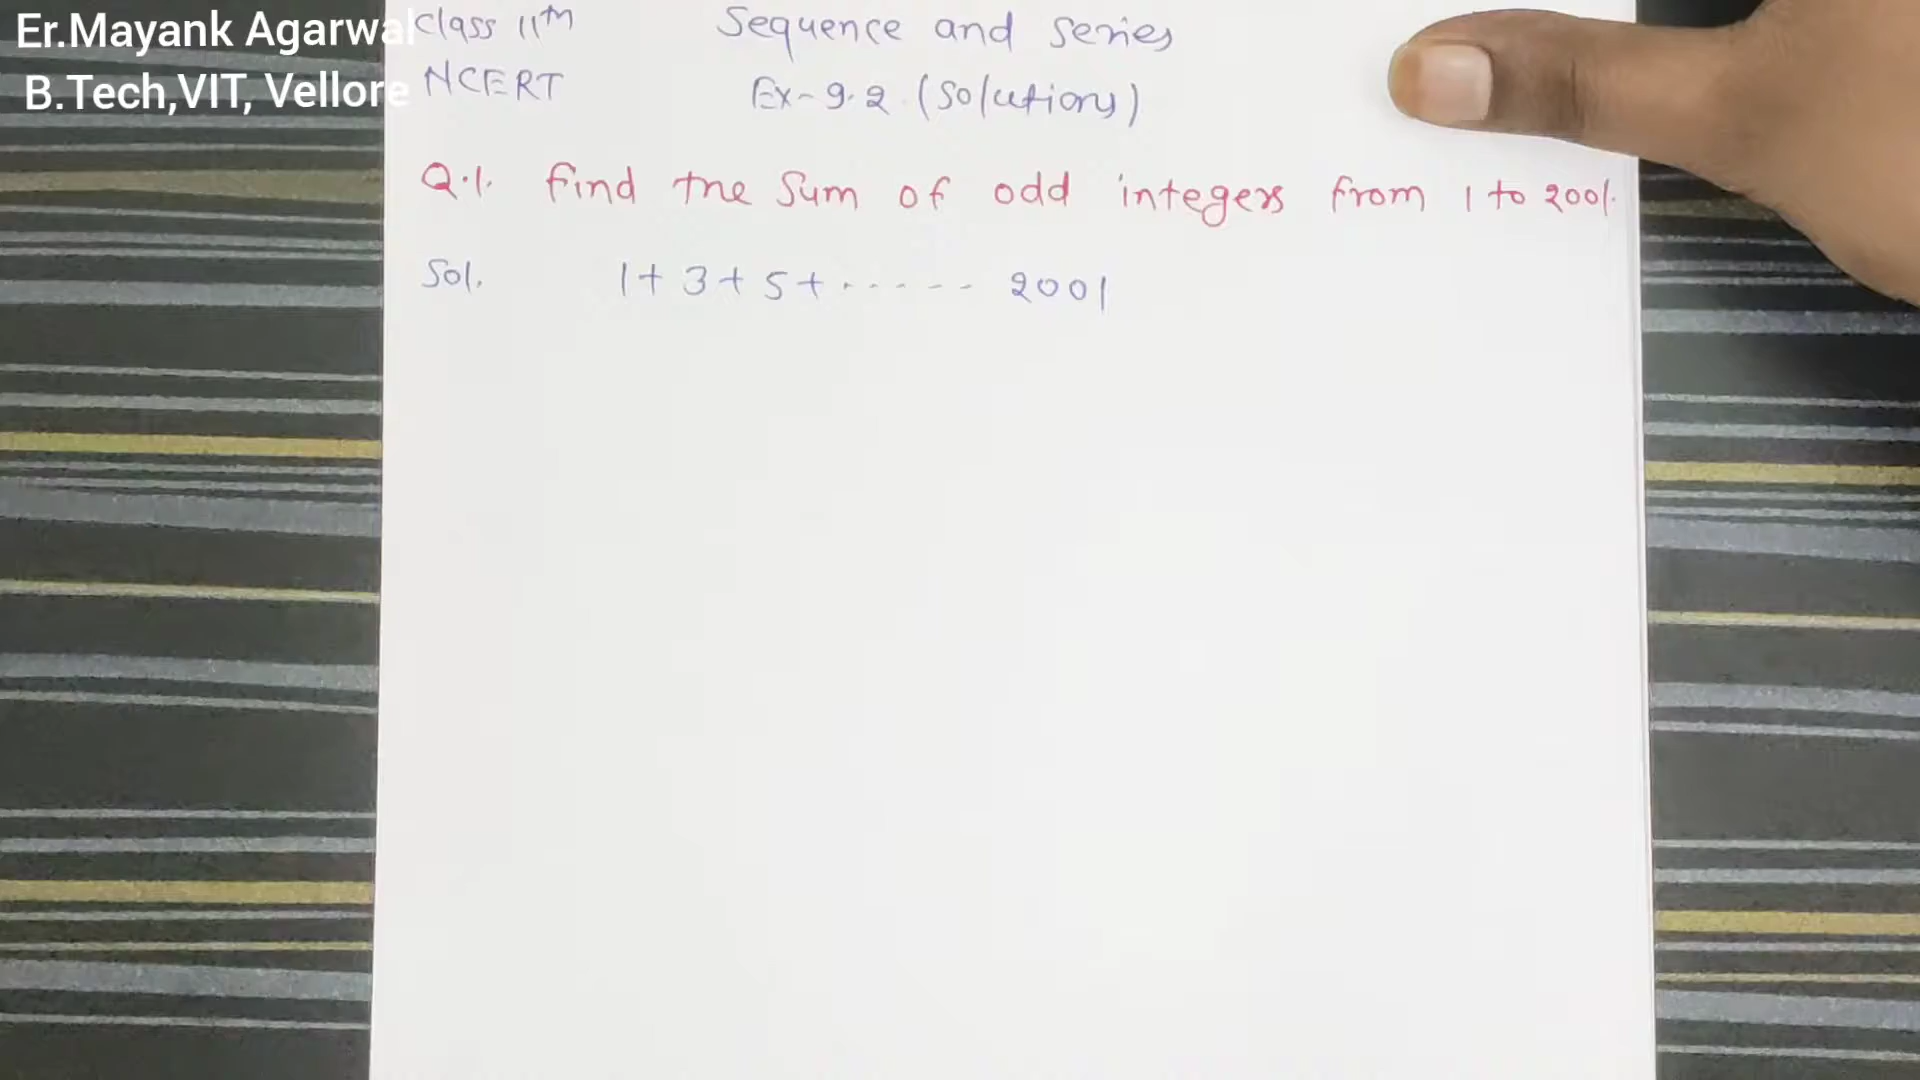 Er.Mayank Agarwal
B.Tech,VIT, Vellore
Class 11th
NCERT
Sequence and Series
Ex-9.2 (Solutions)
Q.1. Find the Sum of odd integers from 1 to 2001.
Sol. 1+3+5+........ 2001